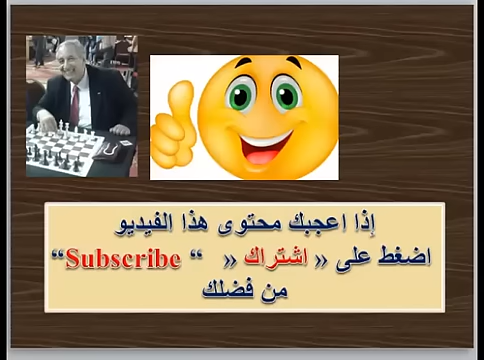 إذا اعجبك محتوى هذا الفيديو
اضغط على » اشتراك » “ Subscribe“
من فضلك